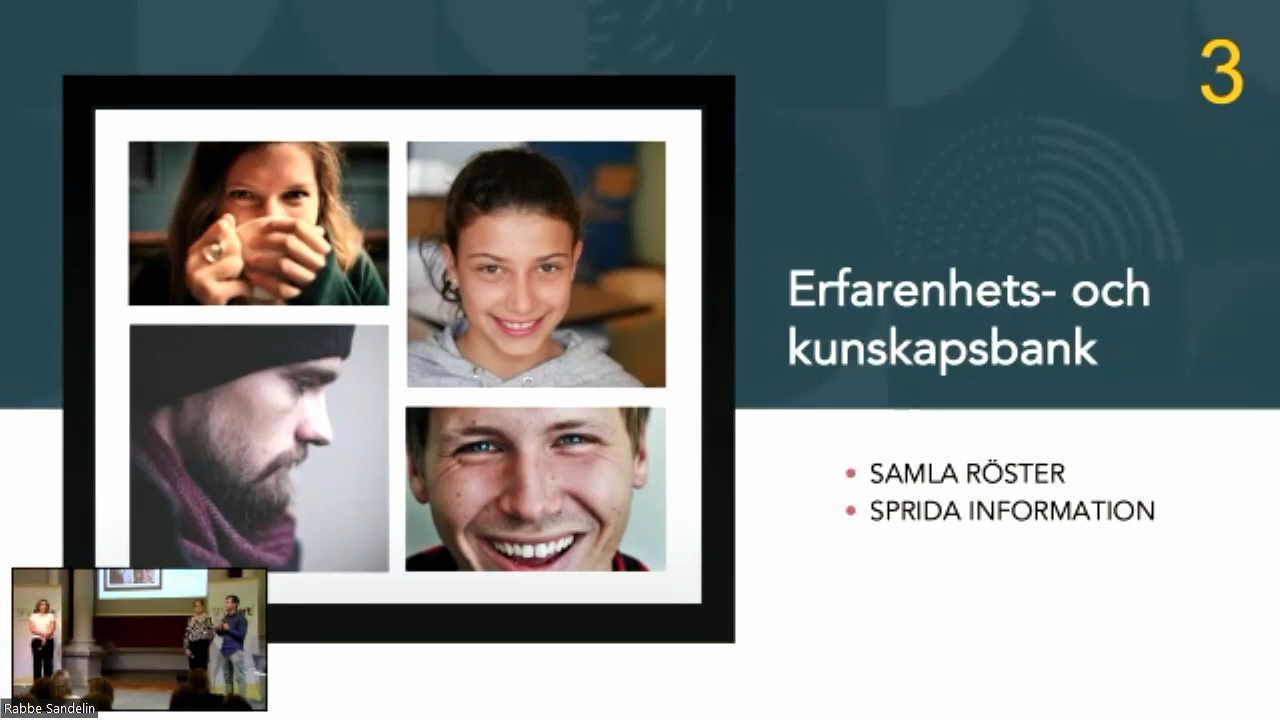 3
Erfarenhets- och
kunskapsbank
• SAMLA RÖSTER
• SPRIDA INFORMATION
Rabbe Sandelin